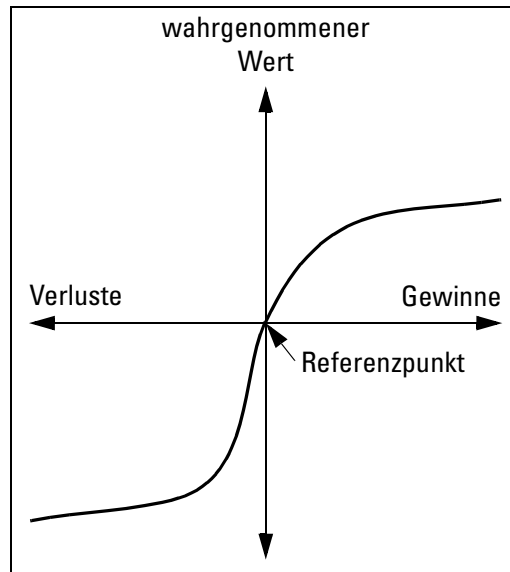 wahrgenommener
Wert
Verluste
Gewinne
Referenzpunkt